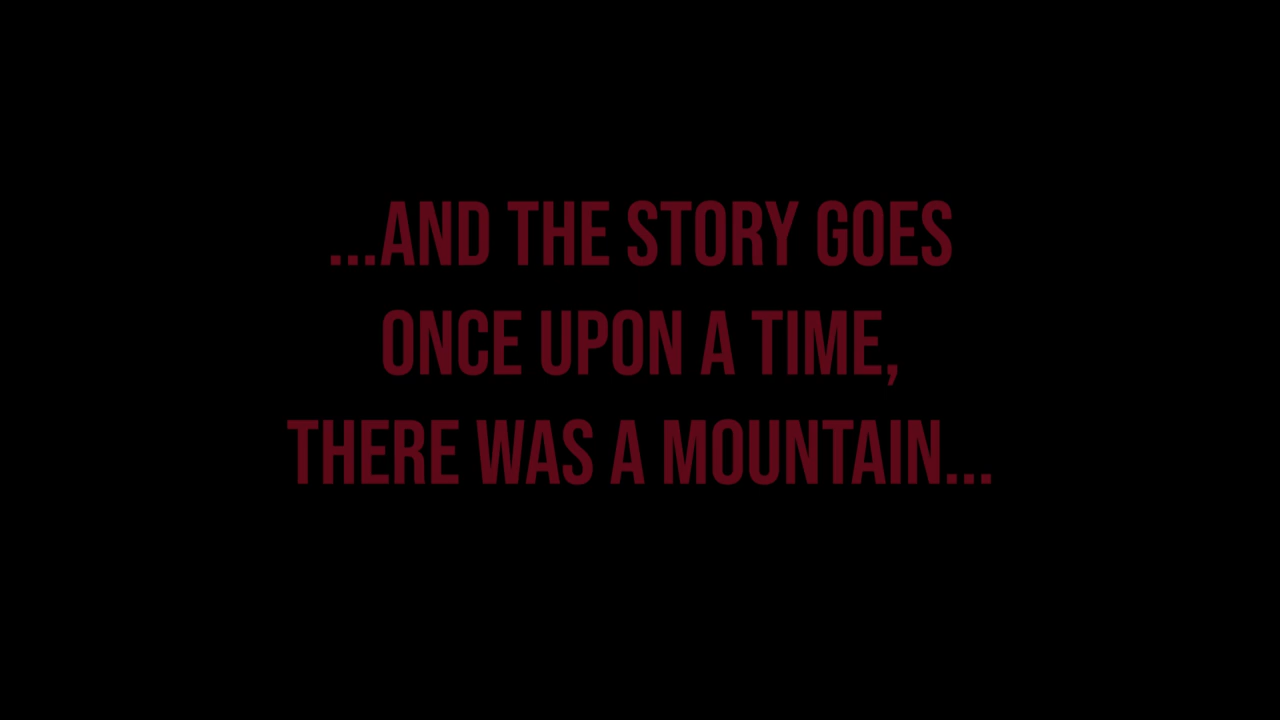 ...AND THE STORY GOES
ONCE UPON A TIME,
THERE WAS A MOUNTAIN...